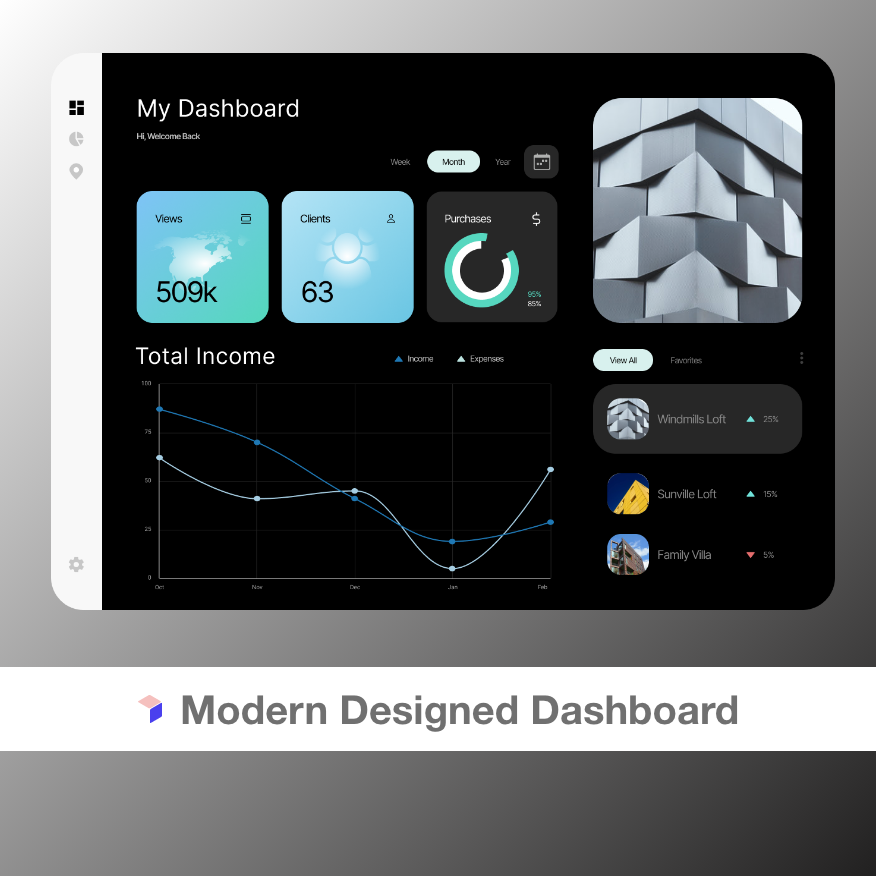 My Dashboard
Hi, Welcome Back
Week Month Year
Views
509k
Clients
63
Purchases
95%
85%
Total Income
Income Expenses
100
75
50
25
0
Oct Nov Dec Jan Feb
View All Favorites
Windmills Loft 25%
Sunville Loft 15%
Family Villa 5%
Modern Designed Dashboard